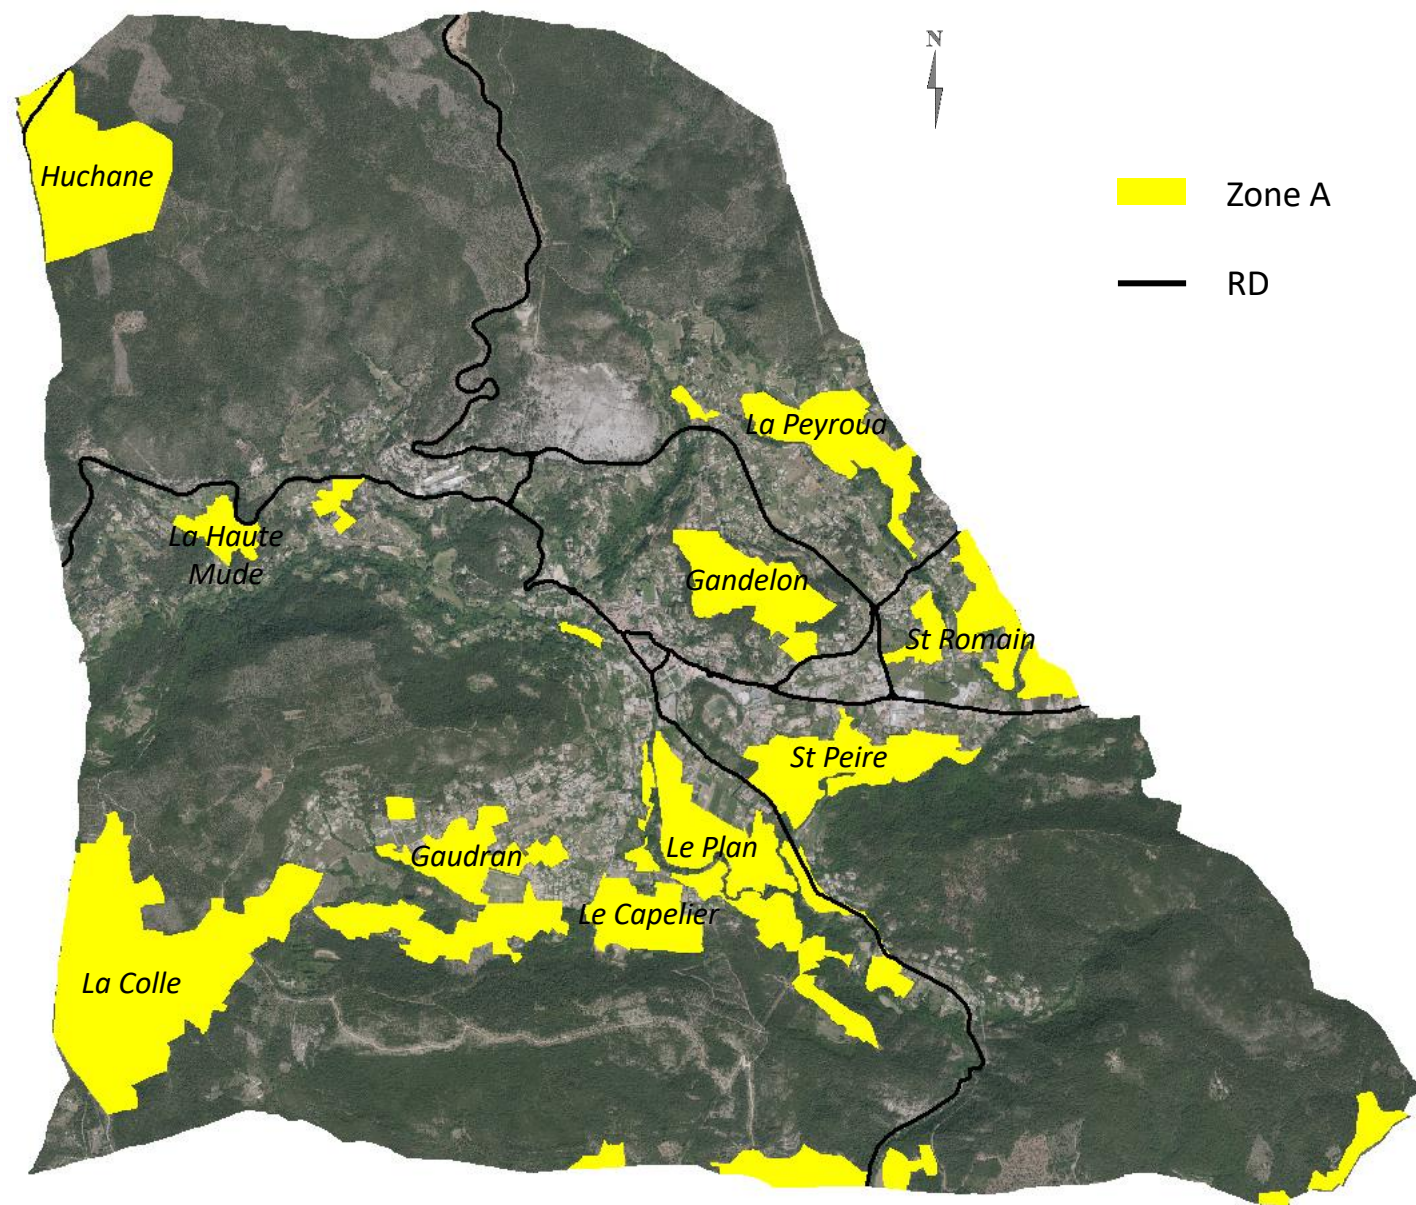 N
Huchane
Zone A
RD
La Peyroua
La Haute
Mude
Gandelon
St Romain
St Peire
Le Plan
Gaudran
Le Capelier
La Colle